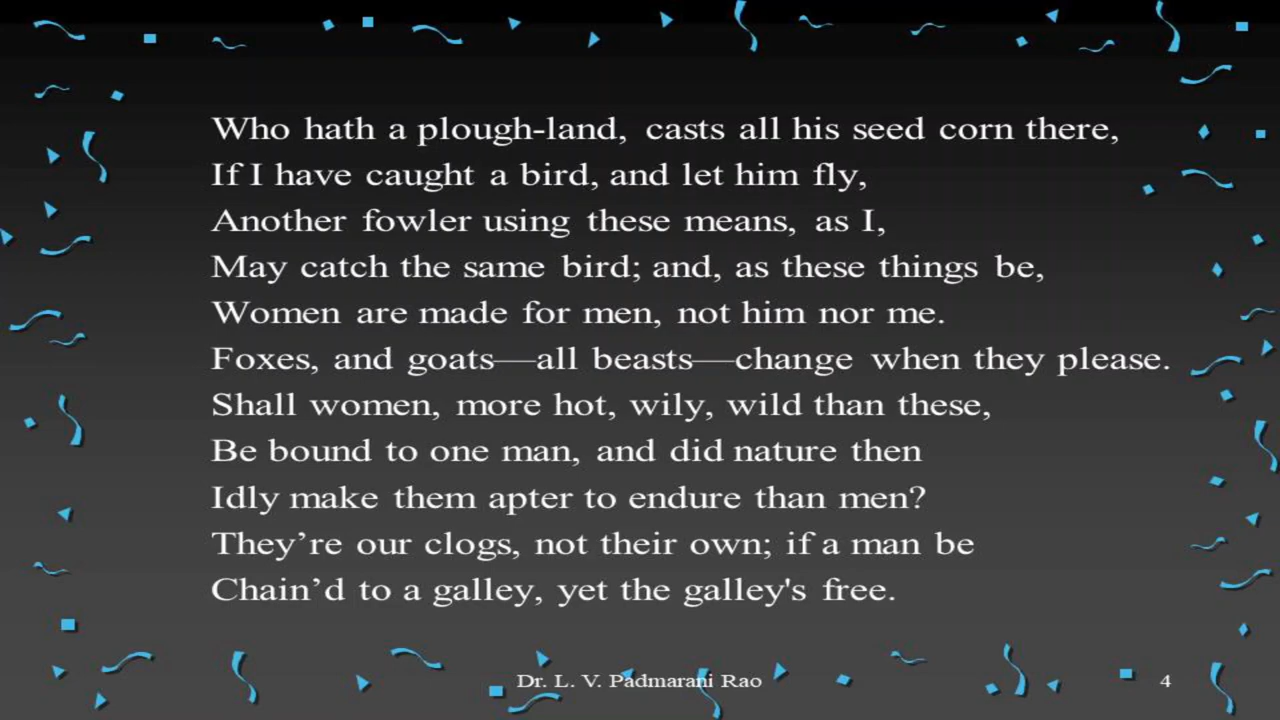 Who hath a plough-land, casts all his seed corn there,
If I have caught a bird, and let him fly,
Another fowler using these means, as I,
May catch the same bird; and, as these things be,
Women are made for men, not him nor me.
Foxes, and goats—all beasts—change when they please.
Shall women, more hot, wily, wild than these,
Be bound to one man, and did nature then
Idly make them apter to endure than men?
They’re our clogs, not their own; if a man be
Chain’d to a galley, yet the galley's free.
Dr. L. V. Padmarani Rao
4